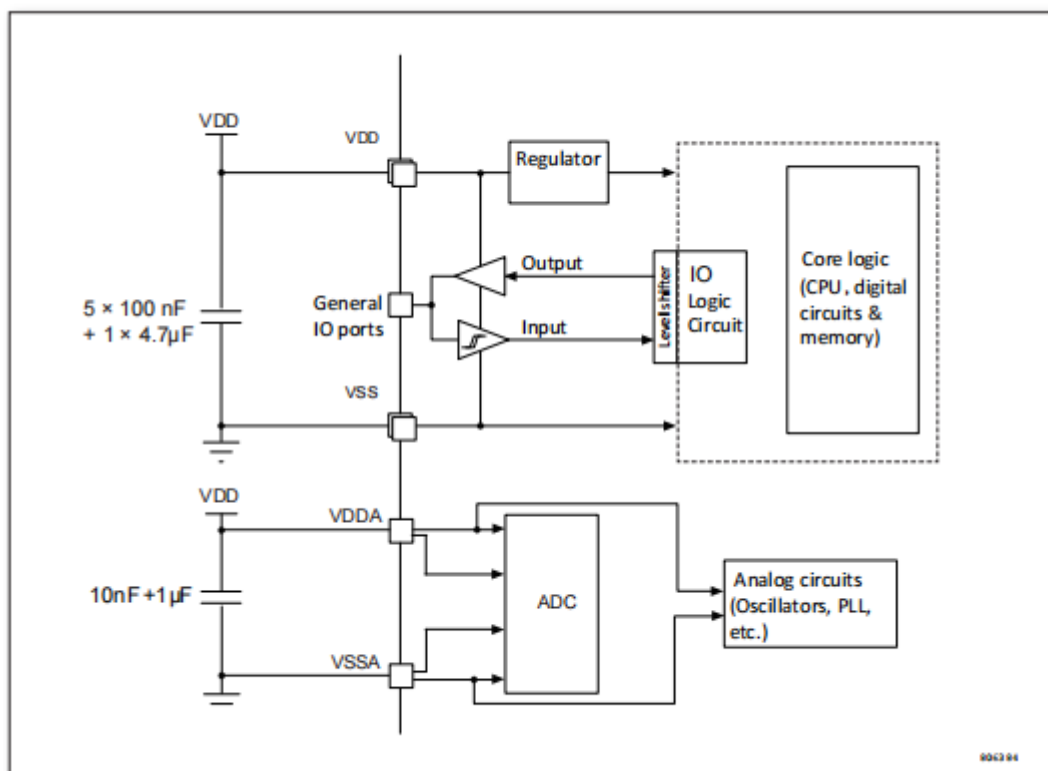 VDD
VDD
Regulator
Output
General
IO ports
5 × 100 nF
+ 1 × 4.7µF
Input
Level shifter
IO
Logic
Circuit
Core logic
(CPU, digital
circuits &
memory)
VSS
VDD
VDDA
10nF+1µF
ADC
Analog circuits
(Oscillators, PLL,
etc.)
VSSA